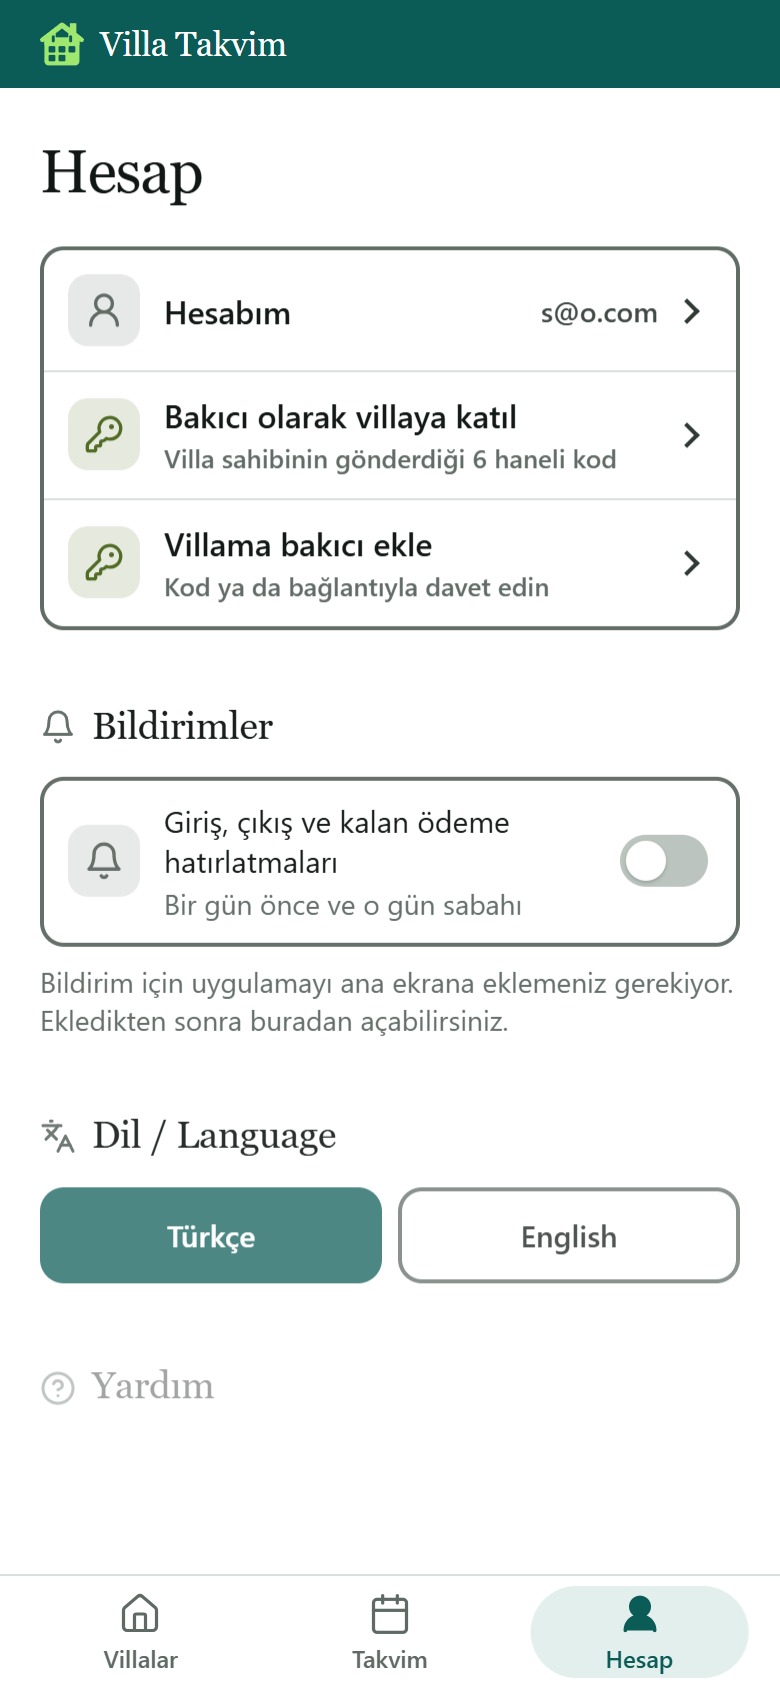 Villa Takvim
Hesap
Hesabım
s@o.com
Bakıcı olarak villaya katıl
Villa sahibinin gönderdiği 6 haneli kod
Villama bakıcı ekle
Kod ya da bağlantıyla davet edin
Bildirimler
Giriş, çıkış ve kalan ödeme
hatırlatmaları
Bir gün önce ve o gün sabahı
Bildirim için uygulamayı ana ekrana eklemeniz gerekiyor.
Ekledikten sonra buradan açabilirsiniz.
Dil / Language
Türkçe
English
Yardım
Villalar
Takvim
Hesap